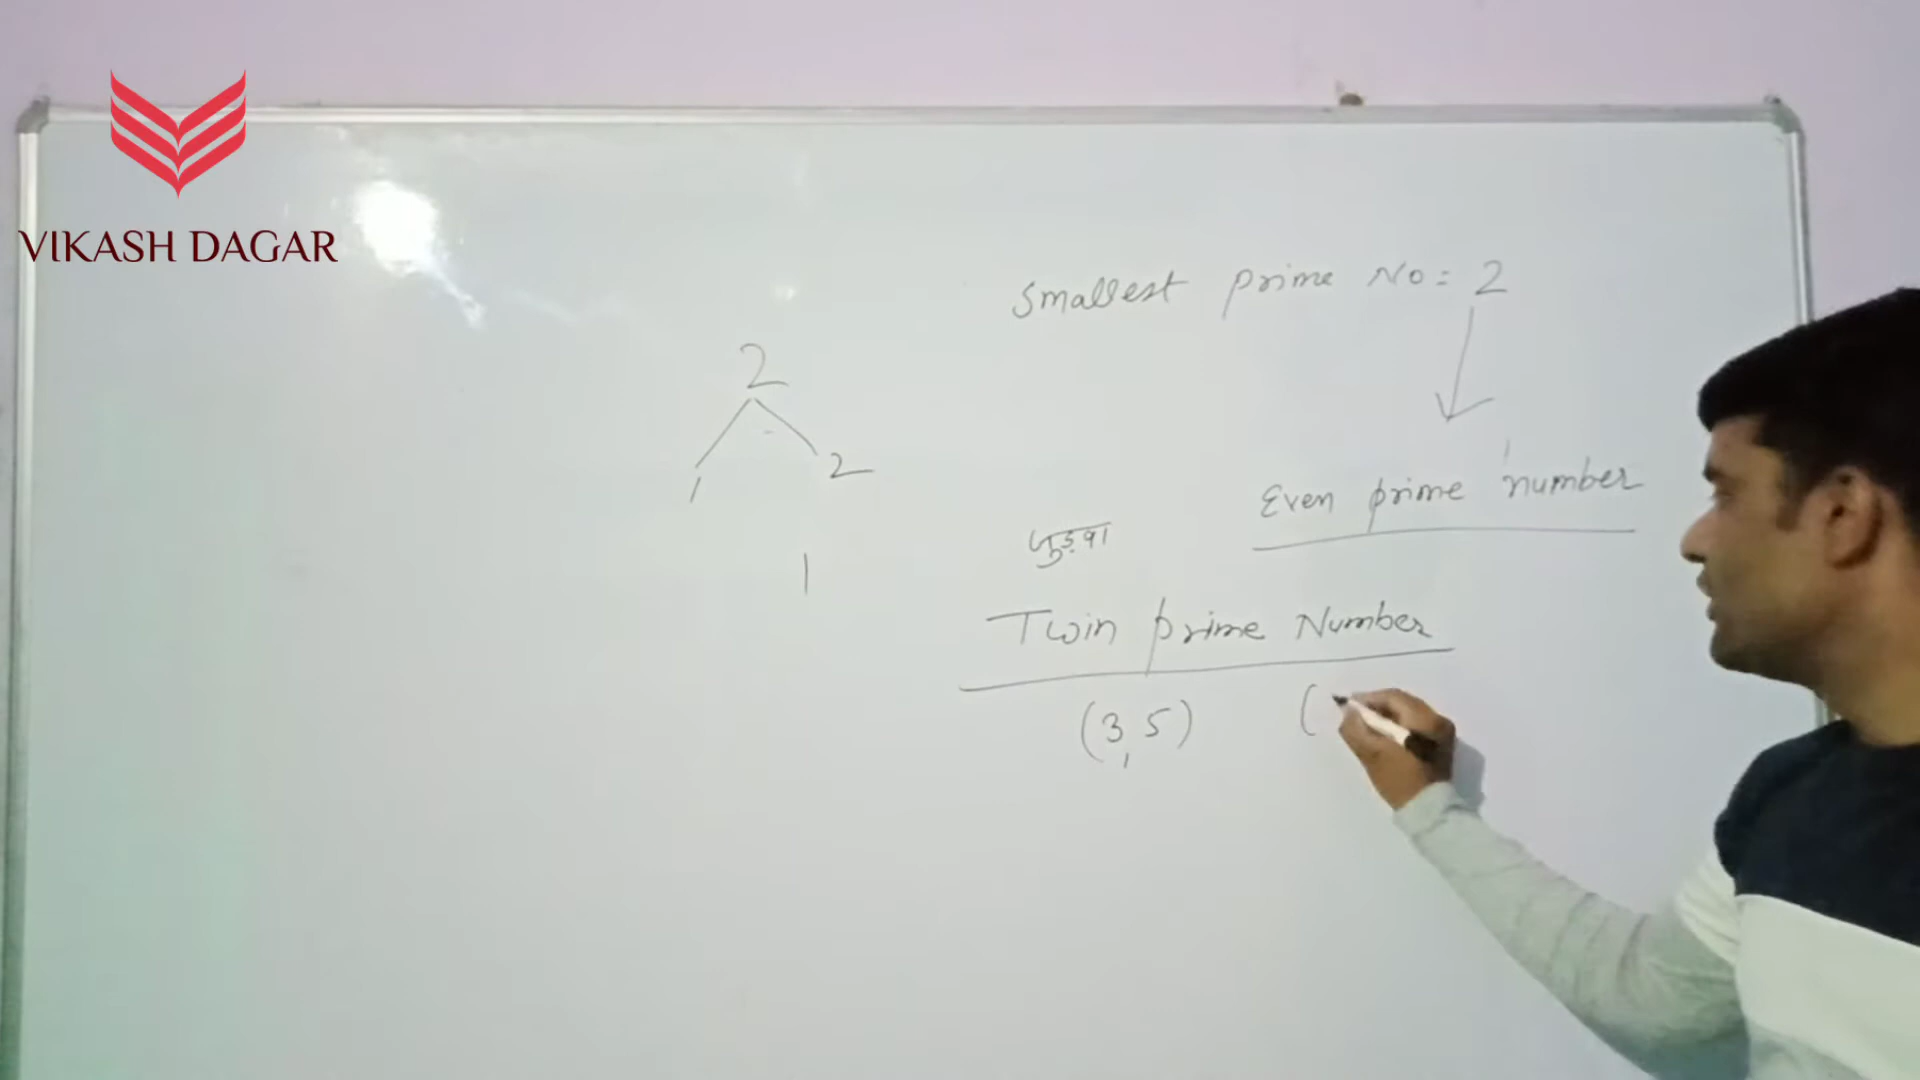 VIKASH DAGAR
Smallest prime No = 2
2
1 2
Even prime number
जुड़वा
1
Twin prime Number
(3, 5) (